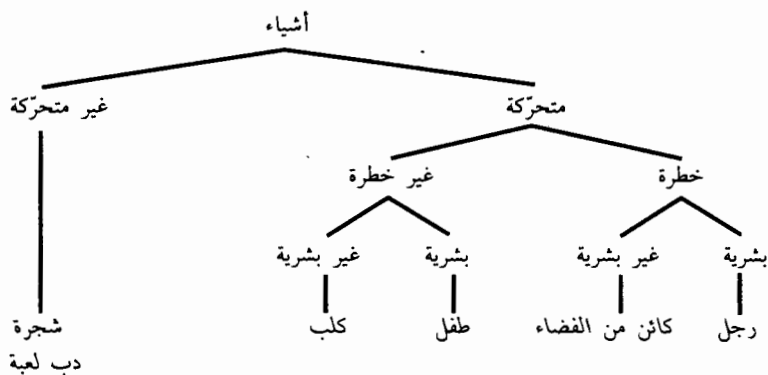 أشياء
متحرّكة
غير متحرّكة
خطرة
غير خطرة
بشرية
غير بشرية
بشرية
غير بشرية
رجل
كائن من الفضاء
طفل
كلب
شجرة
دب لعبة